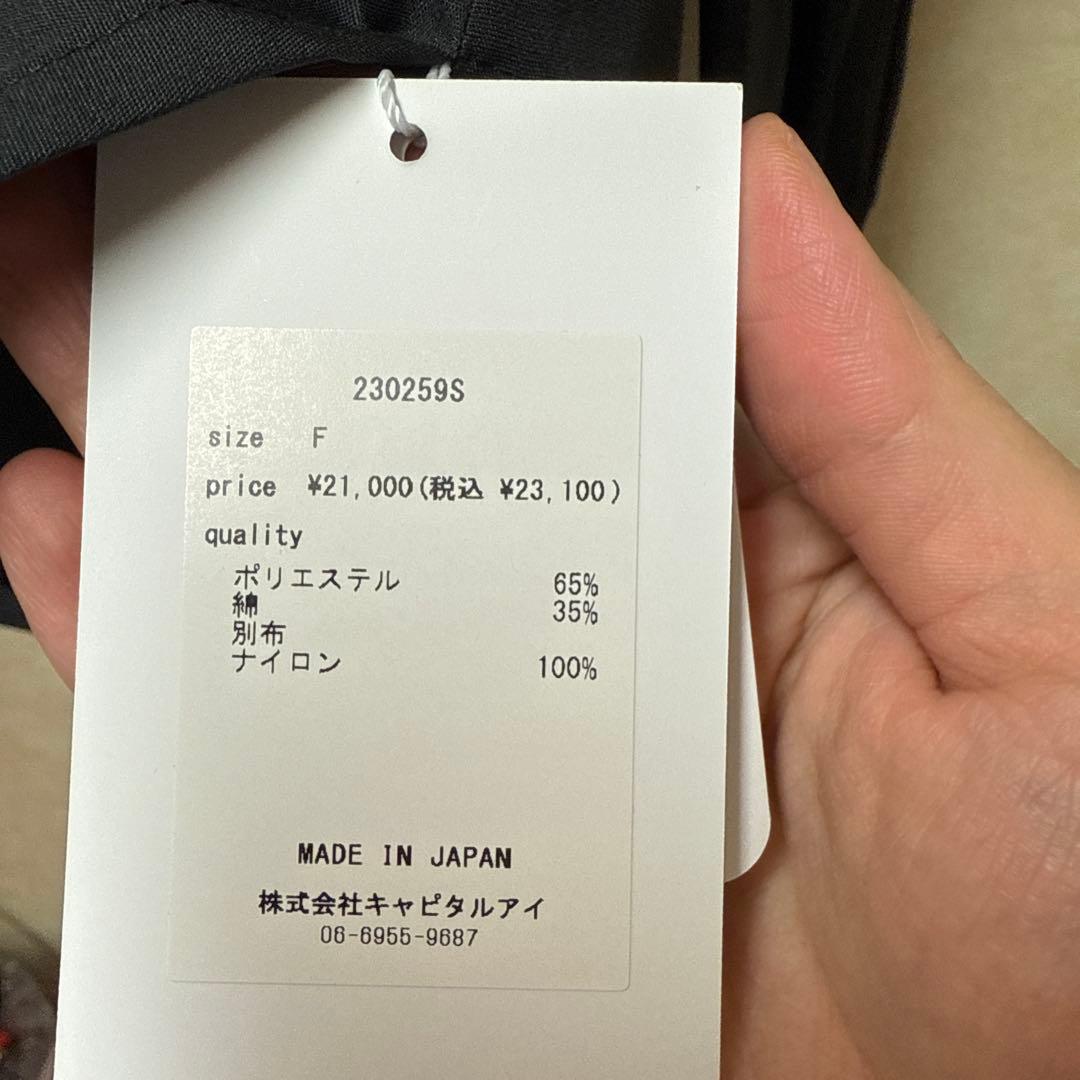 230259S
size F
price ¥21,000(税込 ¥23,100)
quality
ポリエステル 65%
綿 35%
別布
ナイロン 100%
MADE IN JAPAN
株式会社キャピタルアイ
06-6955-9687